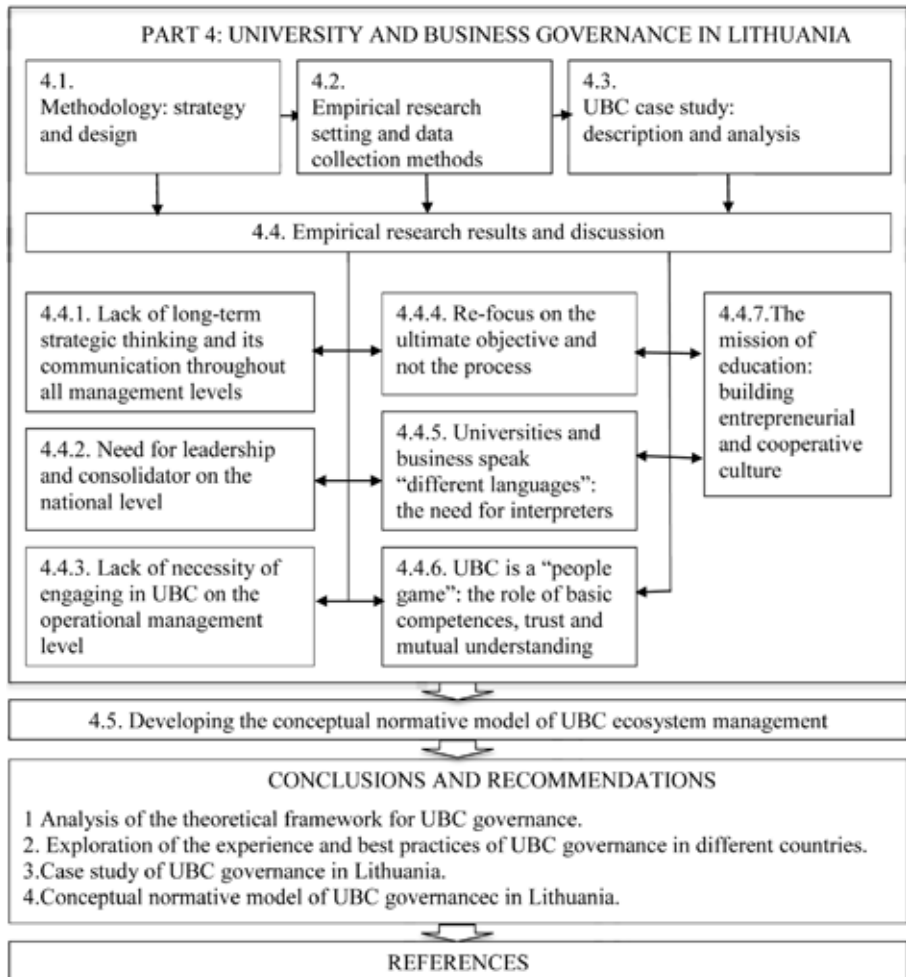 PART 4: UNIVERSITY AND BUSINESS GOVERNANCE IN LITHUANIA
4.1.
Methodology: strategy
and design
4.2.
Empirical research
setting and data
collection methods
4.3.
UBC case study:
description and analysis
4.4. Empirical research results and discussion
4.4.1. Lack of long-term
strategic thinking and its
communication throughout
all management levels
4.4.2. Need for leadership
and consolidator on the
national level
4.4.3. Lack of necessity of
engaging in UBC on the
operational management
level
4.4.4. Re-focus on the
ultimate objective and
not the process
4.4.5. Universities and
business speak
“different languages”:
the need for interpreters
4.4.6. UBC is a “people
game”: the role of basic
competences, trust and
mutual understanding
4.4.7.The
mission of
education:
building
entrepreneurial
and cooperative
culture
4.5. Developing the conceptual normative model of UBC ecosystem management
CONCLUSIONS AND RECOMMENDATIONS
1 Analysis of the theoretical framework for UBC governance.
2. Exploration of the experience and best practices of UBC governance in different countries.
3.Case study of UBC governance in Lithuania.
4.Conceptual normative model of UBC governancec in Lithuania.
REFERENCES